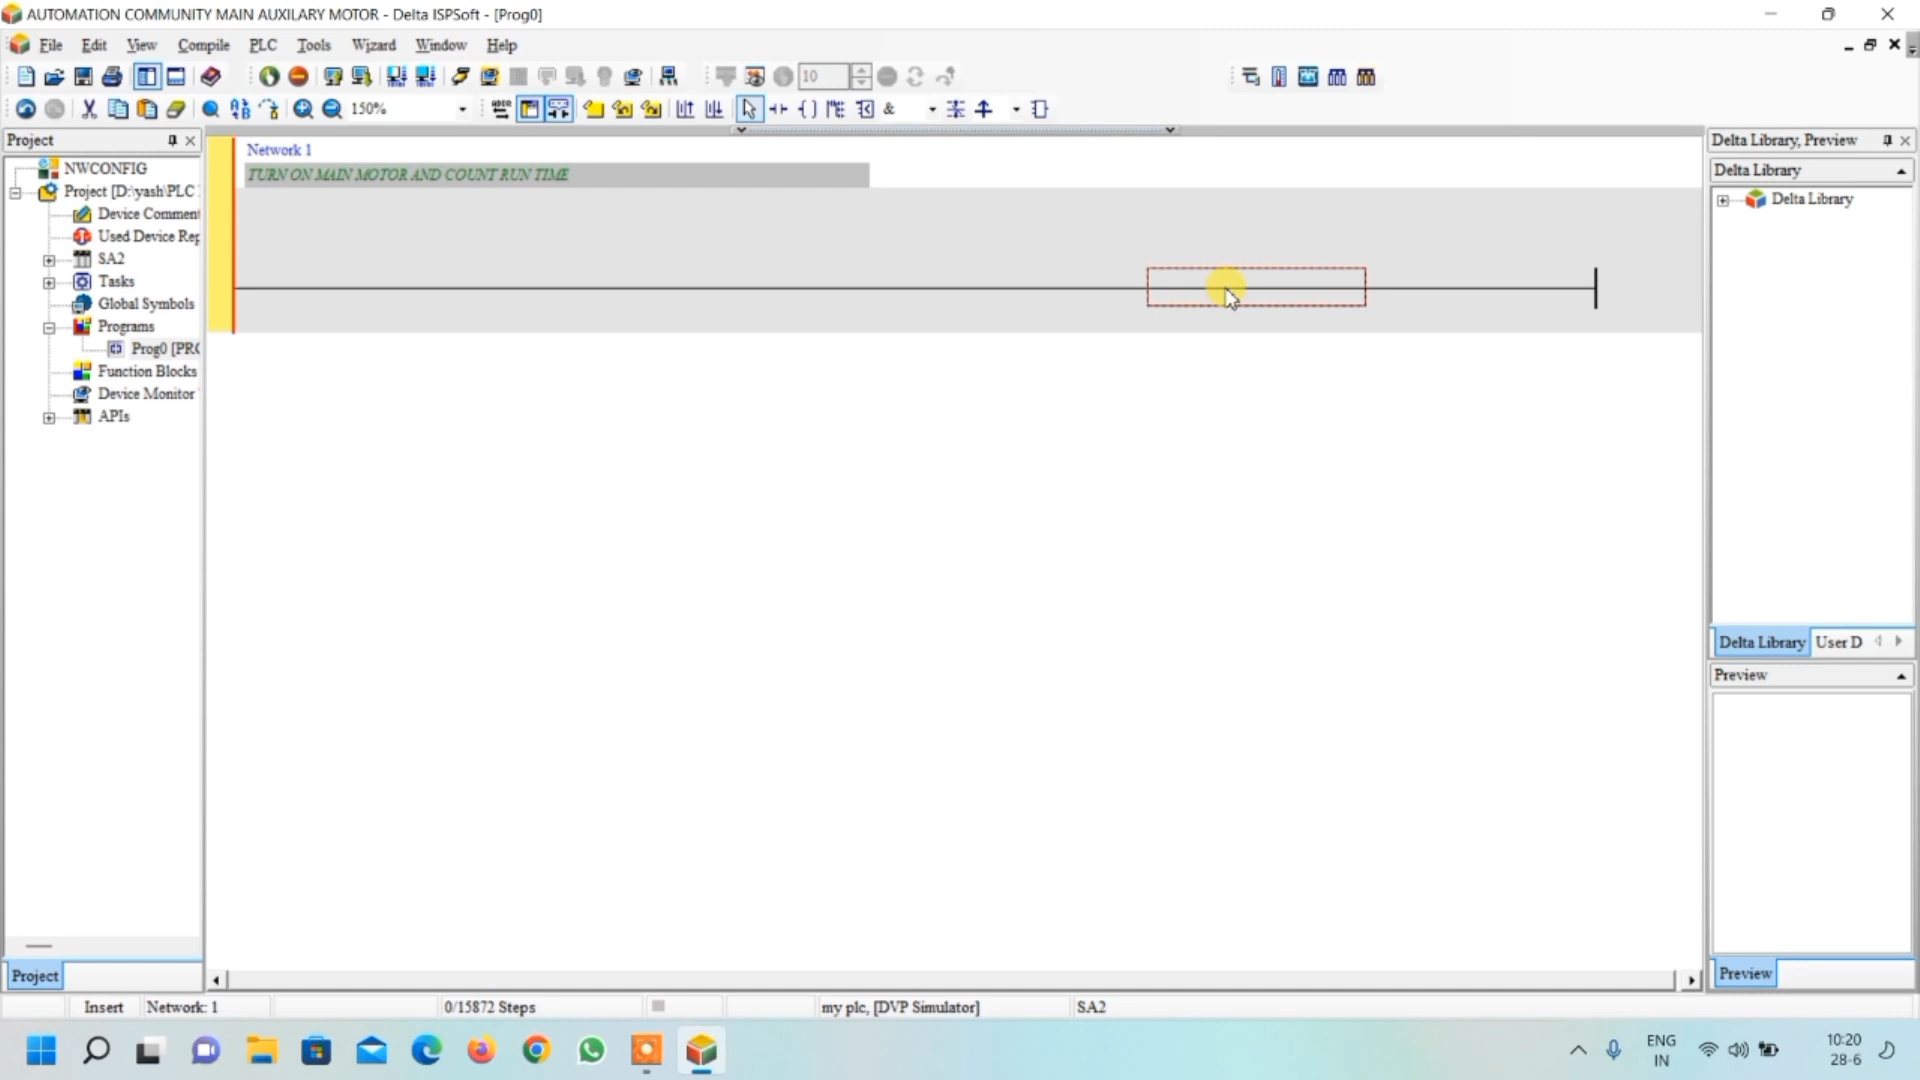 AUTOMATION COMMUNITY MAIN AUXILARY MOTOR - Delta ISPSoft - [Prog0]
File Edit View Compile PLC Tools Wizard Window Help
10
150%
ADDR
&
Project
NWCONFIG
Project [D:\yash\PLC
Device Comment
Used Device Rep
SA2
Tasks
Global Symbols
Programs
Prog0 [PRO
Function Blocks
Device Monitor
APIs
Project
Network 1
TURN ON MAIN MOTOR AND COUNT RUN TIME
Delta Library, Preview
Delta Library
Delta Library
Delta Library User D
Preview
Preview
Insert Network: 1 0/15872 Steps my plc, [DVP Simulator] SA2
ENG
IN
10:20
28-6